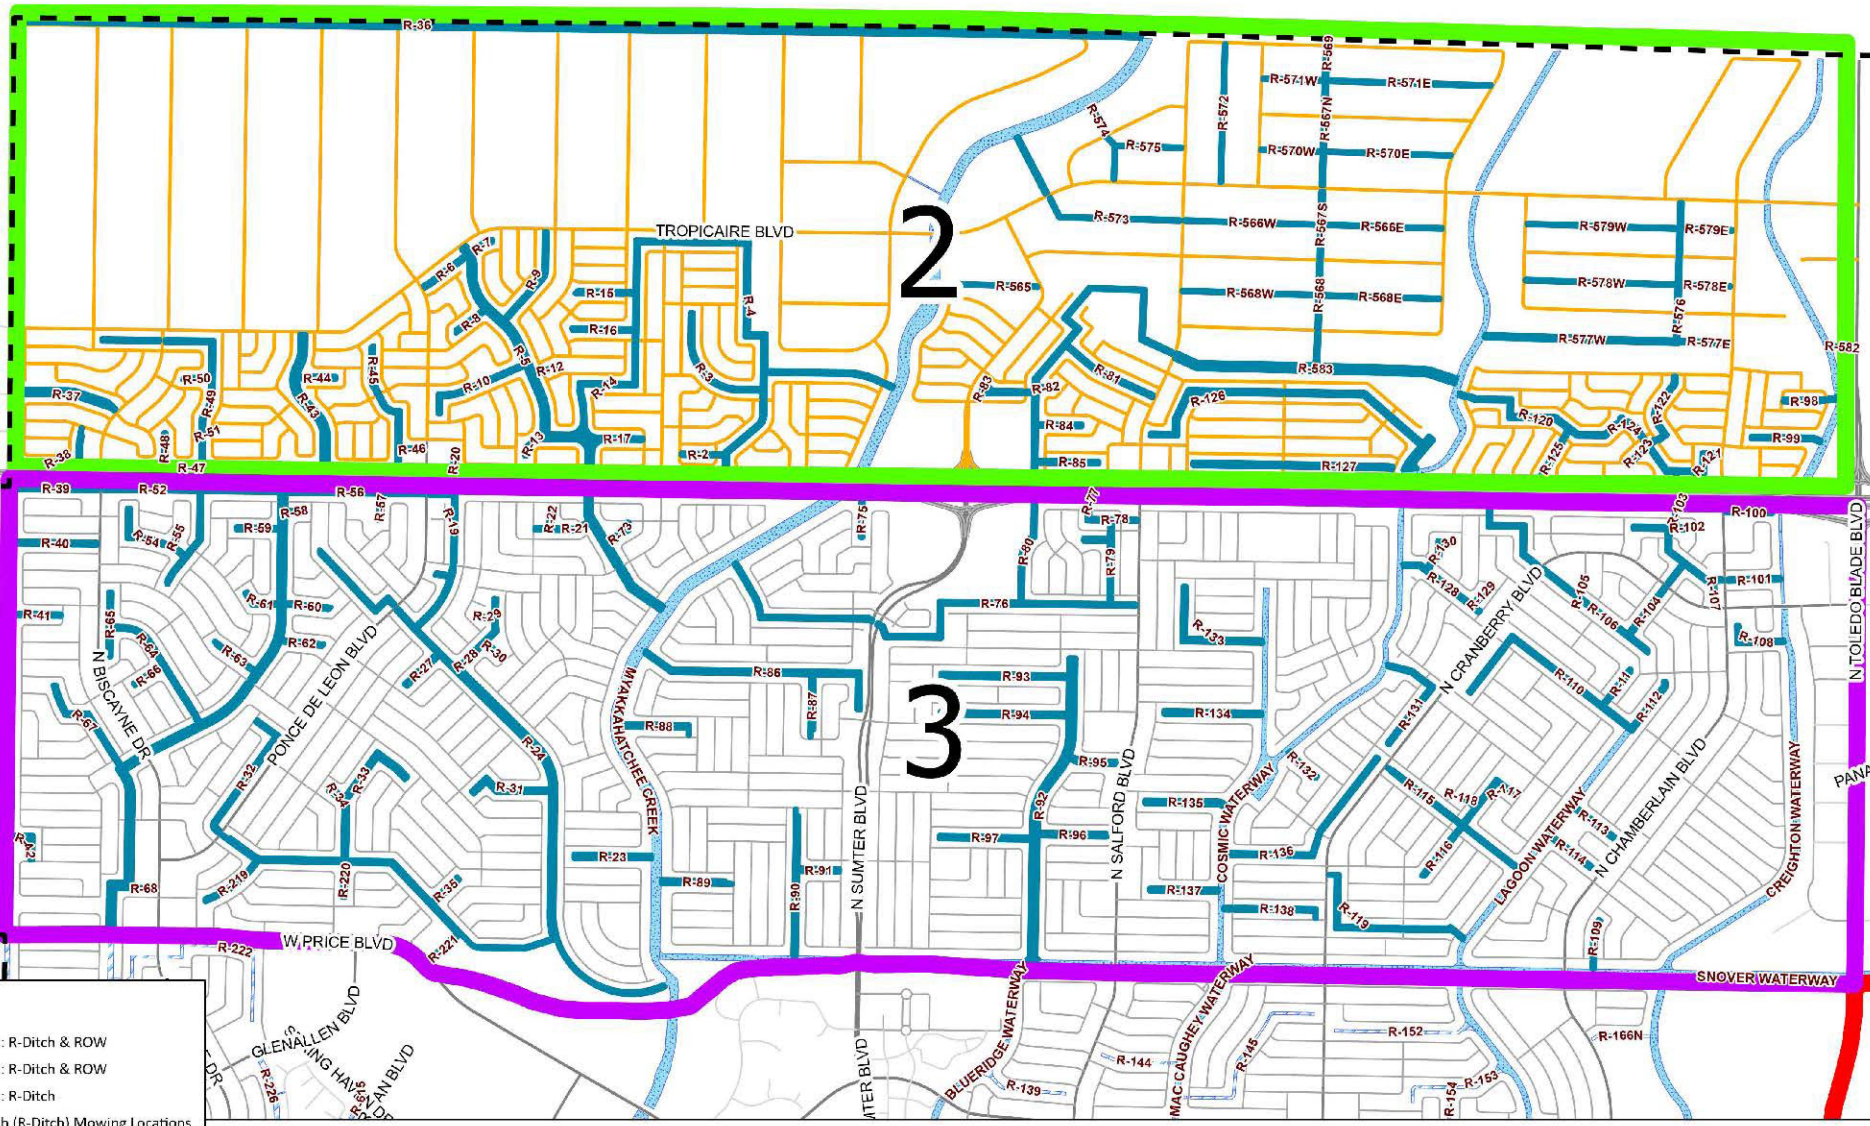 R-36
R-569
R-571W
R-571E
R-572
R-567N
R-574
R-575
R-570W
R-570E
R-573
R-566W
R-567S
R-566E
R-579W
R-579E
TROPICAIRE BLVD
2
R-7
R-6
R-9
R-15
R-4
R-565
R-568W
R-568
R-568E
R-578W
R-578E
R-576
R-8
R-16
R-577W
R-577E
R-582
R-5
R-12
R-50
R-44
R-45
R-10
R-14
R-3
R-583
R-81
R-83
R-82
R-37
R-49
R-43
R-126
R-122
R-98
R-120
R-124
R-84
R-48
R-51
R-46
R-13
R-17
R-99
R-38
R-47
R-20
R-2
R-85
R-127
R-125
R-123
R-121
R-39
R-52
R-56
R-57
R-58
R-19
R-22
R-21
R-73
R-75
R-77
R-78
R-103
R-100
R-102
N TOLEDO BLADE BLVD
R-40
R-54
R-55
R-59
R-80
R-79
R-130
R-128
R-129
N CRANBERRY BLVD
R-105
R-101
R-107
R-41
R-65
R-61
R-60
R-29
R-76
R-106
R-104
R-133
R-108
R-64
R-62
R-63
R-66
N BISCAYNE DR
PONCE DE LEON BLVD
R-27
R-28
R-30
R-86
R-87
R-93
R-110
R-11
R-112
3
R-94
R-134
R-131
R-67
R-88
MYAKKAHATCHEE CREEK
R-24
R-32
R-33
R-34
R-31
R-95
R-132
R-92
N SALFORD BLVD
COSMIC WATERWAY
R-135
R-115
R-118
R-117
R-113
R-114
R-116
N CHAMBERLAIN BLVD
LAGOON WATERWAY
CREIGHTON WATERWAY
PANA
R-42
R-97
R-96
R-136
R-23
R-89
R-91
R-90
N SUMTER BLVD
R-137
R-138
R-119
R-109
R-68
R-219
R-220
R-35
R-221
R-222
W PRICE BLVD
SNOVER WATERWAY
BLUERIDGE WATERWAY
MAC CAUGHEY WATERWAY
GLENALLEN BLVD
R-226
R-139
R-144
R-145
R-152
R-153
R-154
R-166N
: R-Ditch & ROW
: R-Ditch & ROW
: R-Ditch
h (R-Ditch) Mowing Locations